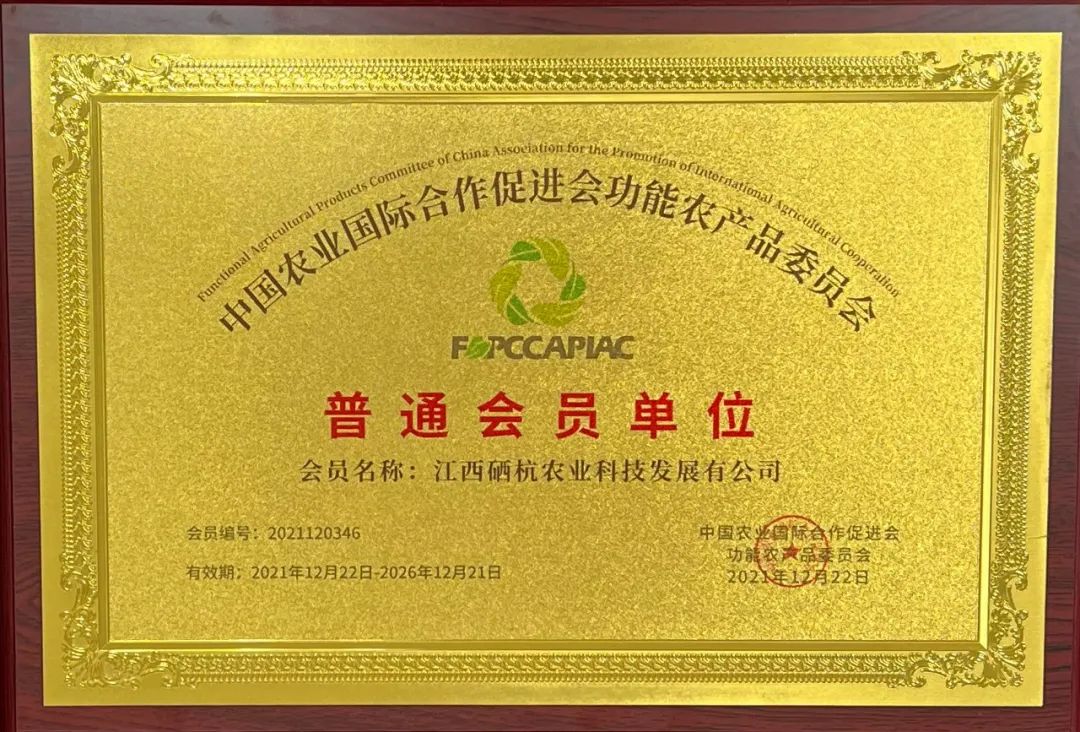 Functional Agricultural Products Committee of China Association for the Promotion of International Agricultural Cooperation
中国农业国际合作促进会功能农产品委员会
FAPCCAPIAC
普通会员单位
会员名称：江西硒杭农业科技发展有公司
会员编号：2021120346
有效期：2021年12月22日-2026年12月21日
中国农业国际合作促进会
功能农产品委员会
2021年12月22日